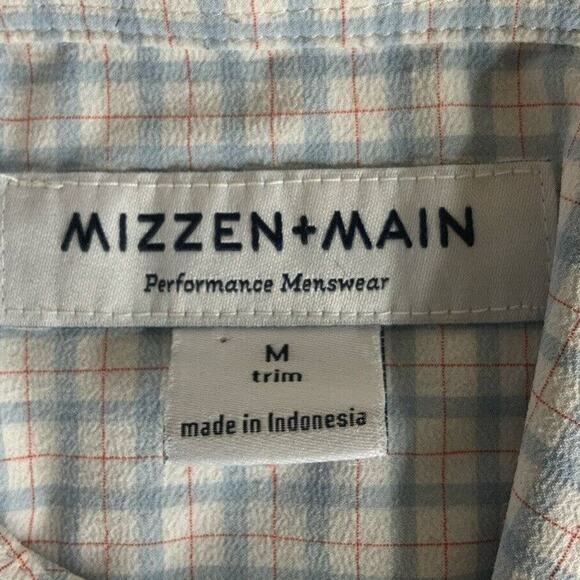 MIZZEN+MAIN
Performance Menswear
M
trim
made in Indonesia